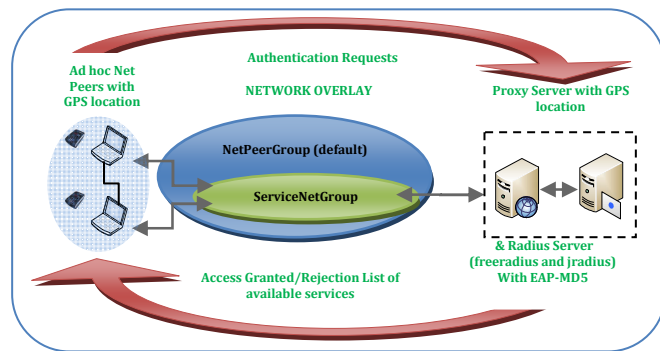 Authentication Requests
Ad hoc Net
Peers with
GPS location
NETWORK OVERLAY
Proxy Server with GPS
location
NetPeerGroup (default)
ServiceNetGroup
& Radius Server
(freeradius and jradius)
With EAP-MD5
Access Granted/Rejection List of
available services